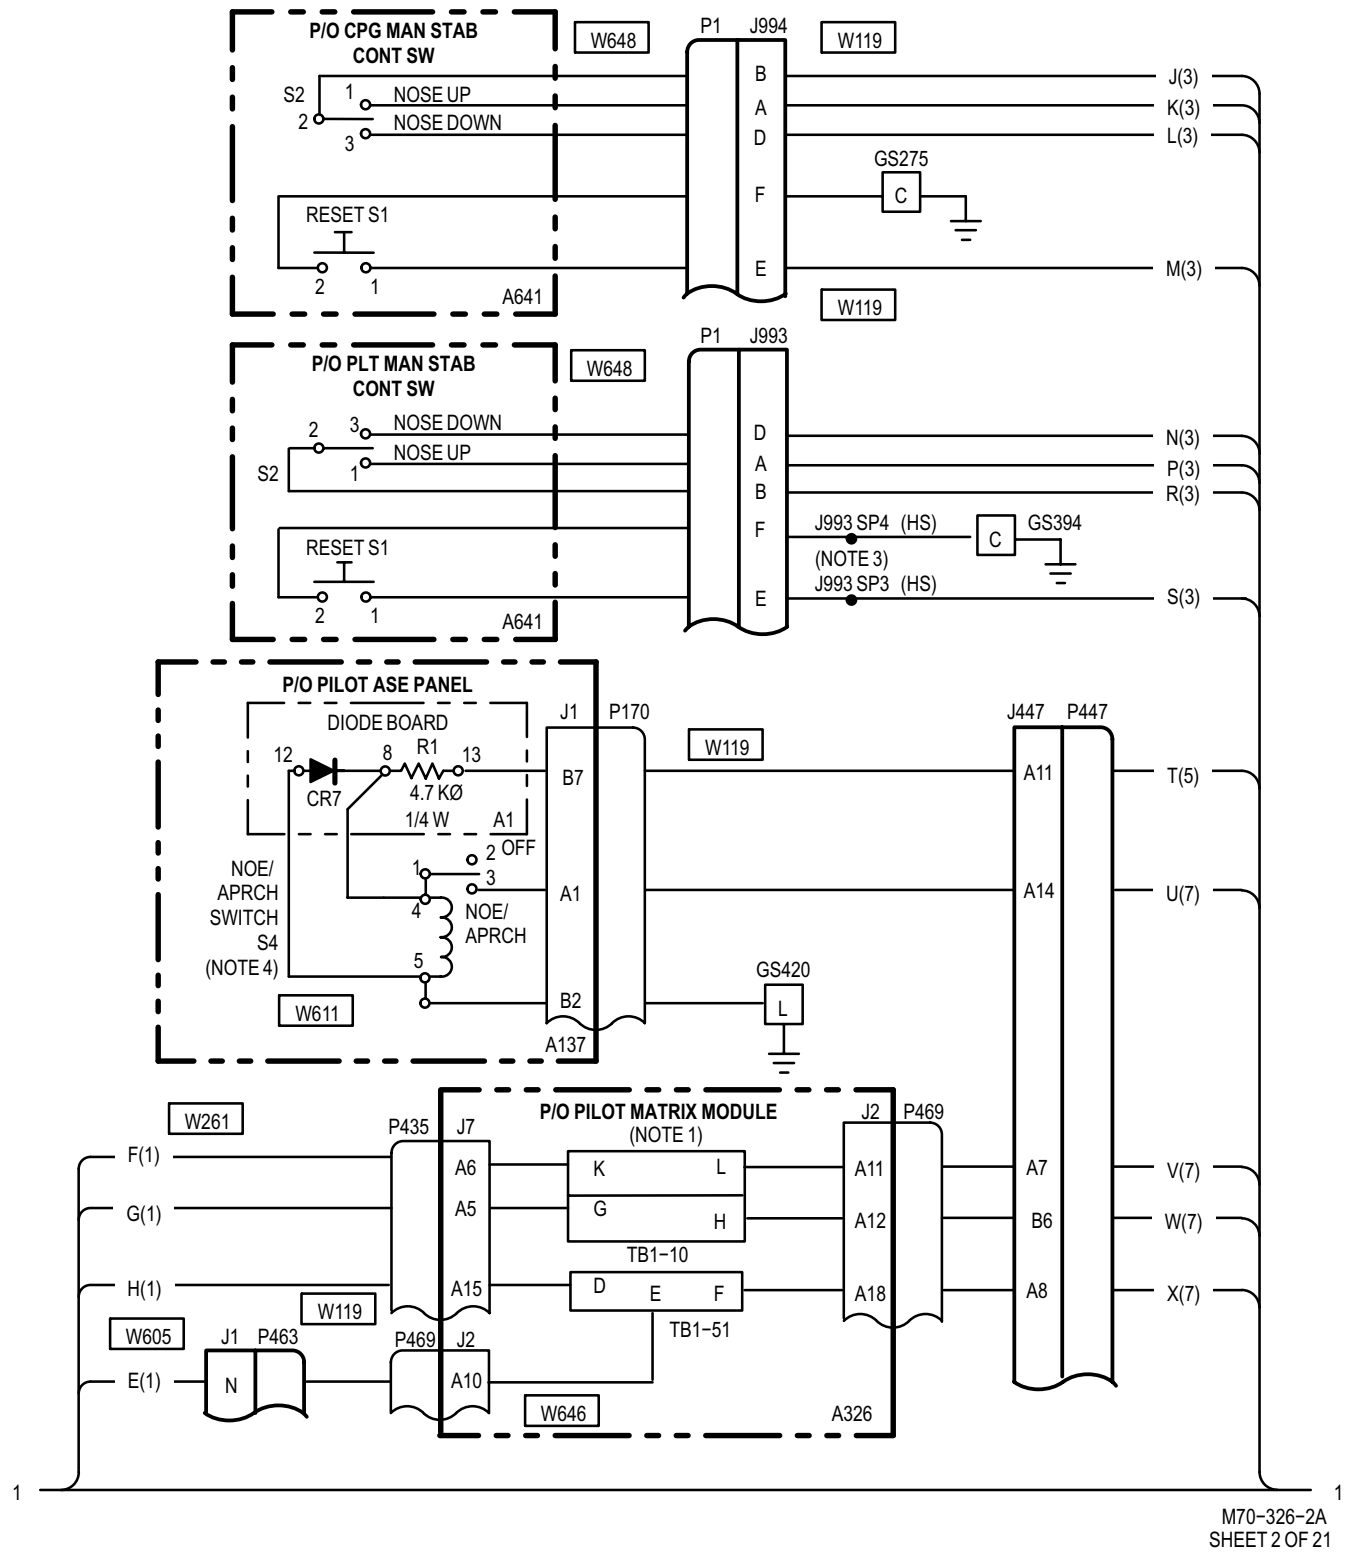 P/O CPG MAN STAB
CONT SW
W648
P1
J994
W119
S2
1
NOSE UP
2
NOSE DOWN
3
B
A
D
F
E
J(3)
K(3)
L(3)
GS275
C
RESET S1
2
1
A641
M(3)
W119
P/O PLT MAN STAB
CONT SW
W648
P1
J993
2
3
NOSE DOWN
NOSE UP
S2
1
D
A
B
F
E
N(3)
P(3)
R(3)
J993 SP4 (HS)
(NOTE 3)
J993 SP3 (HS)
C
GS394
RESET S1
2
1
A641
S(3)
P/O PILOT ASE PANEL
DIODE BOARD
12
8
R1
13
CR7
4.7 KØ
1/4 W
A1
J1
P170
W119
J447
P447
B7
A11
T(5)
2 OFF
1
3
NOE/
APRCH
SWITCH
S4
(NOTE 4)
4
NOE/
APRCH
5
A1
A14
U(7)
W611
B2
GS420
L
A137
W261
P435
J7
P/O PILOT MATRIX MODULE
(NOTE 1)
J2
P469
F(1)
A6
K
L
A11
A7
V(7)
G(1)
A5
G
H
A12
B6
W(7)
TB1−10
H(1)
A15
D
E
F
A18
A8
X(7)
W119
TB1−51
W605
J1
P463
P469
J2
E(1)
N
A10
W646
A326
1
1
M70−326−2A
SHEET 2 OF 21